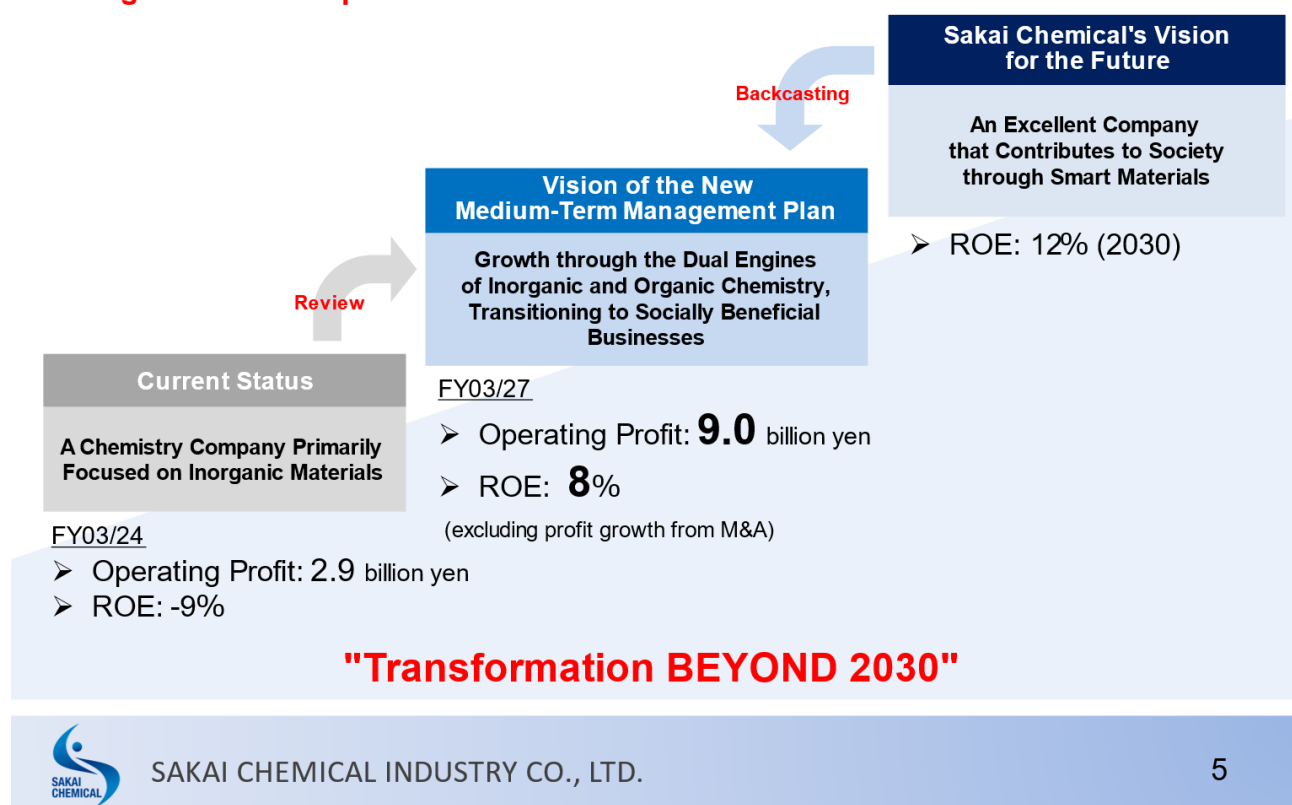 Sakai Chemical's Vision
for the Future
Backcasting
An Excellent Company
that Contributes to Society
through Smart Materials
Vision of the New
Medium-Term Management Plan
➢ ROE: 12% (2030)
Growth through the Dual Engines
of Inorganic and Organic Chemistry,
Transitioning to Socially Beneficial
Businesses
Review
Current Status
FY03/27
➢ Operating Profit: 9.0 billion yen
➢ ROE: 8%
(excluding profit growth from M&A)
A Chemistry Company Primarily
Focused on Inorganic Materials
FY03/24
➢ Operating Profit: 2.9 billion yen
➢ ROE: -9%
"Transformation BEYOND 2030"
SAKAI
CHEMICAL
SAKAI CHEMICAL INDUSTRY CO., LTD.
5